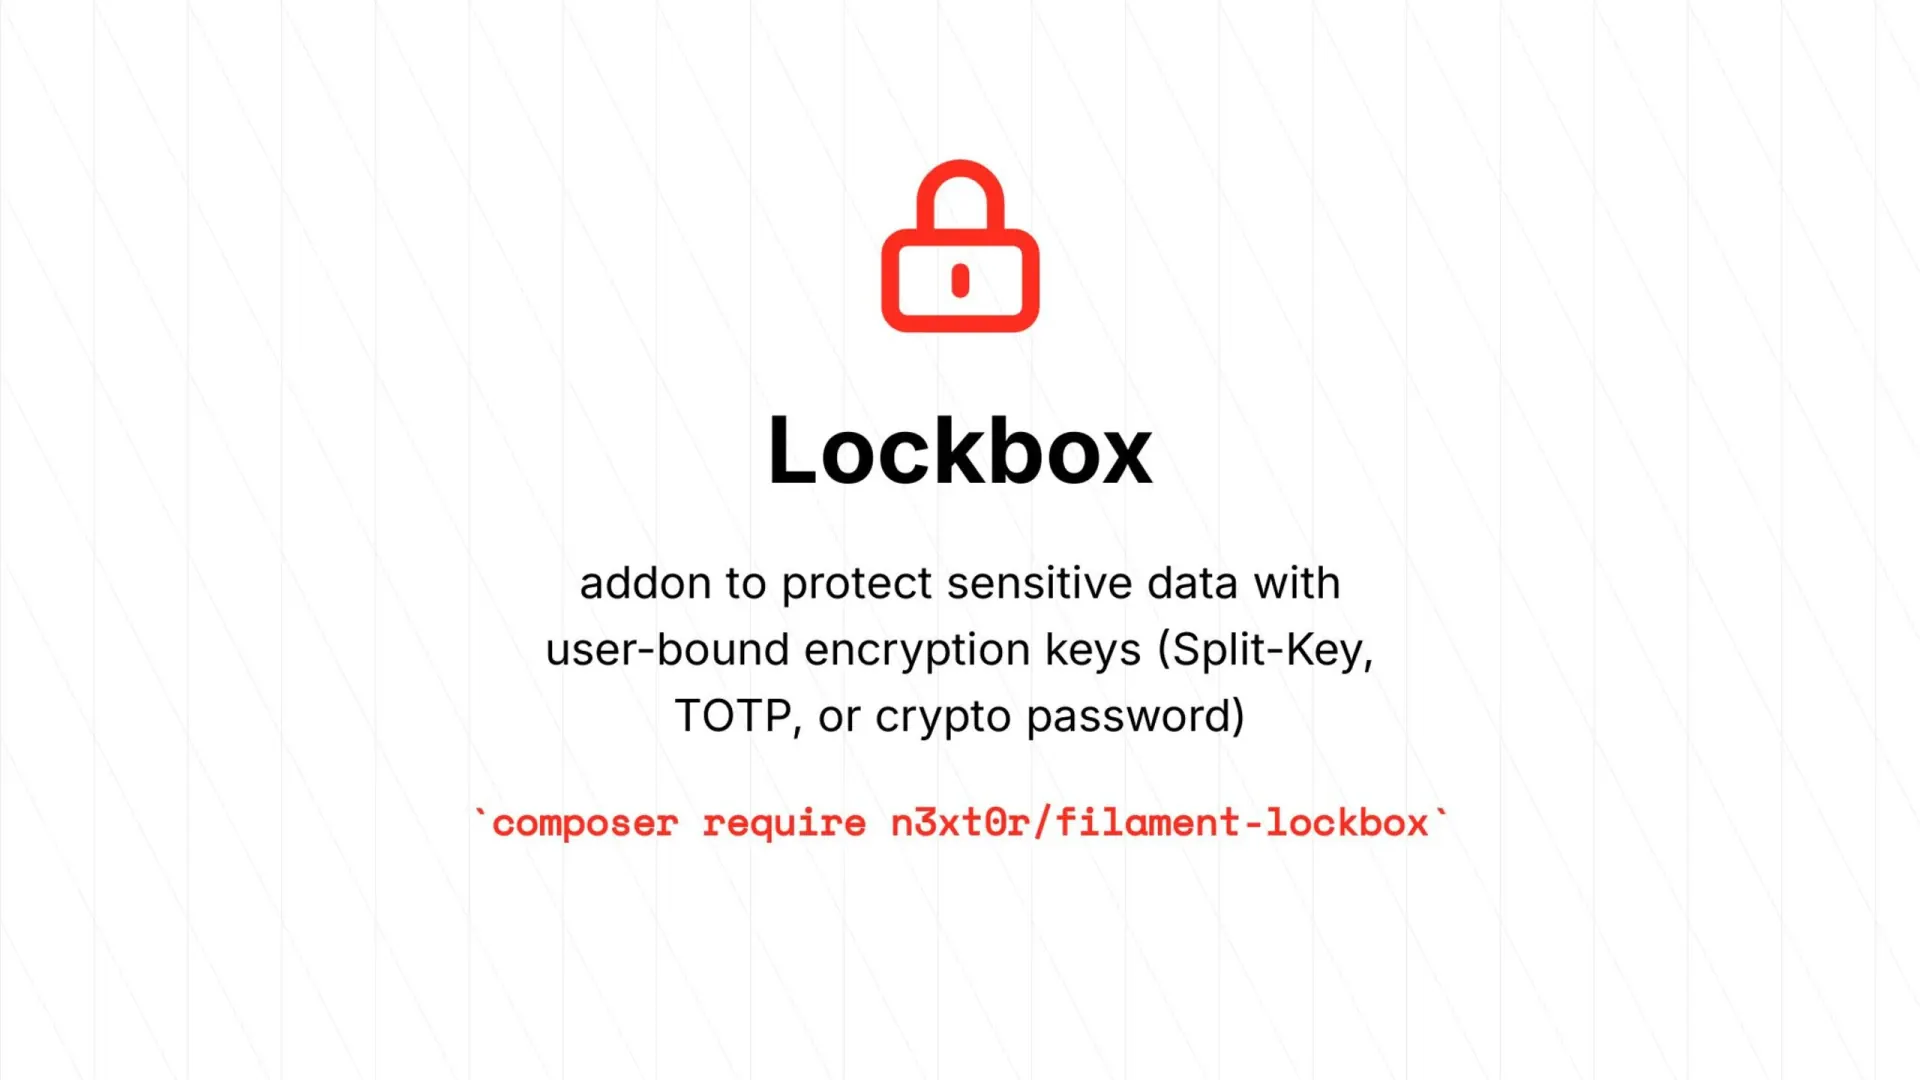 Lockbox
addon to protect sensitive data with
user-bound encryption keys (Split-Key,
TOTP, or crypto password)
`composer require n3xt0r/filament-lockbox`